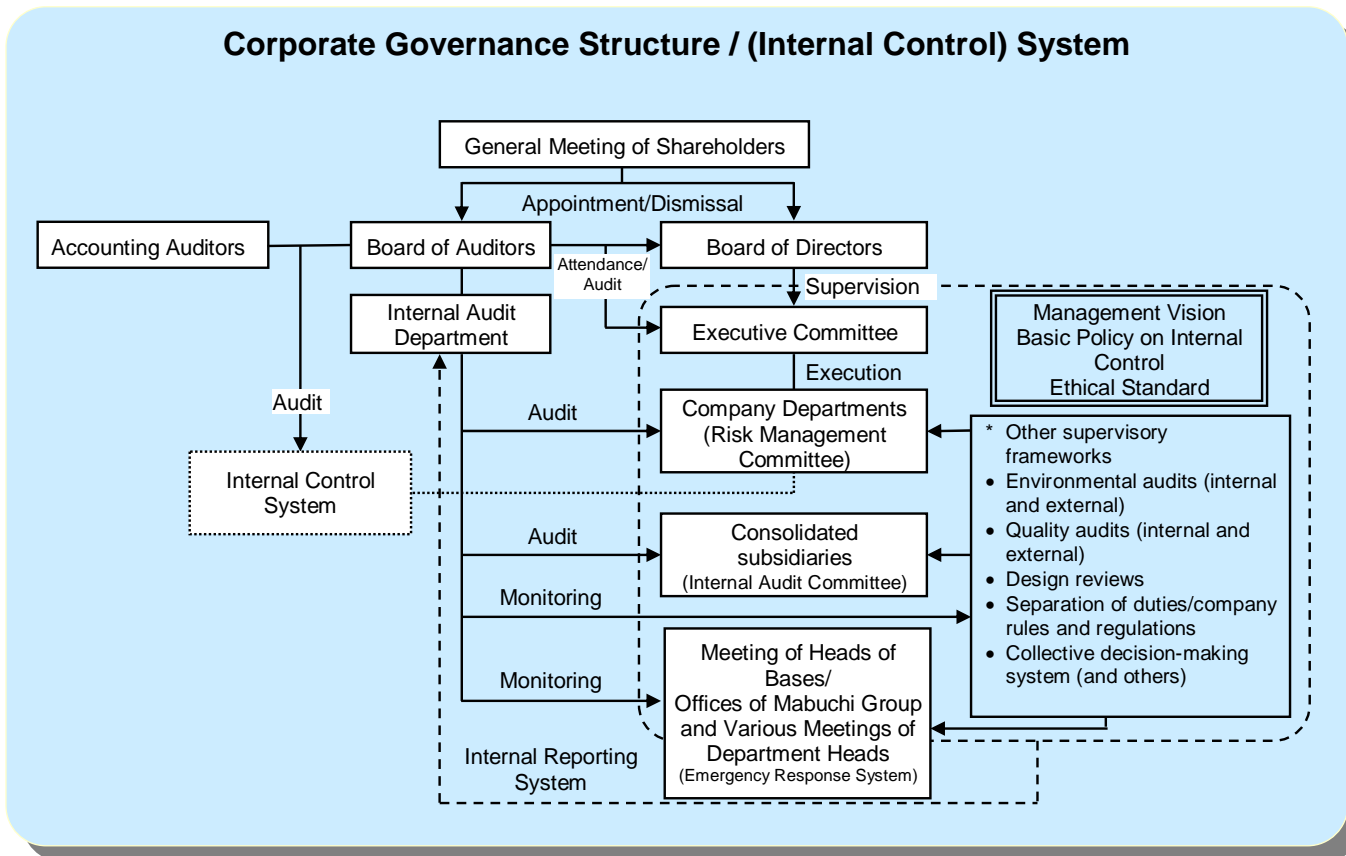 Corporate Governance Structure / (Internal Control) System
General Meeting of Shareholders
Appointment/Dismissal
Accounting Auditors
Board of Auditors
Board of Directors
Attendance/
Audit
Supervision
Internal Audit
Department
Executive Committee
Management Vision
Basic Policy on Internal
Control
Ethical Standard
Execution
Audit
Audit
Company Departments
(Risk Management
Committee)
* Other supervisory
frameworks
• Environmental audits (internal
and external)
• Quality audits (internal and
external)
• Design reviews
• Separation of duties/company
rules and regulations
• Collective decision-making
system (and others)
Internal Control
System
Audit
Consolidated
subsidiaries
(Internal Audit Committee)
Monitoring
Monitoring
Meeting of Heads of
Bases/
Offices of Mabuchi Group
and Various Meetings of
Department Heads
(Emergency Response System)
Internal Reporting
System